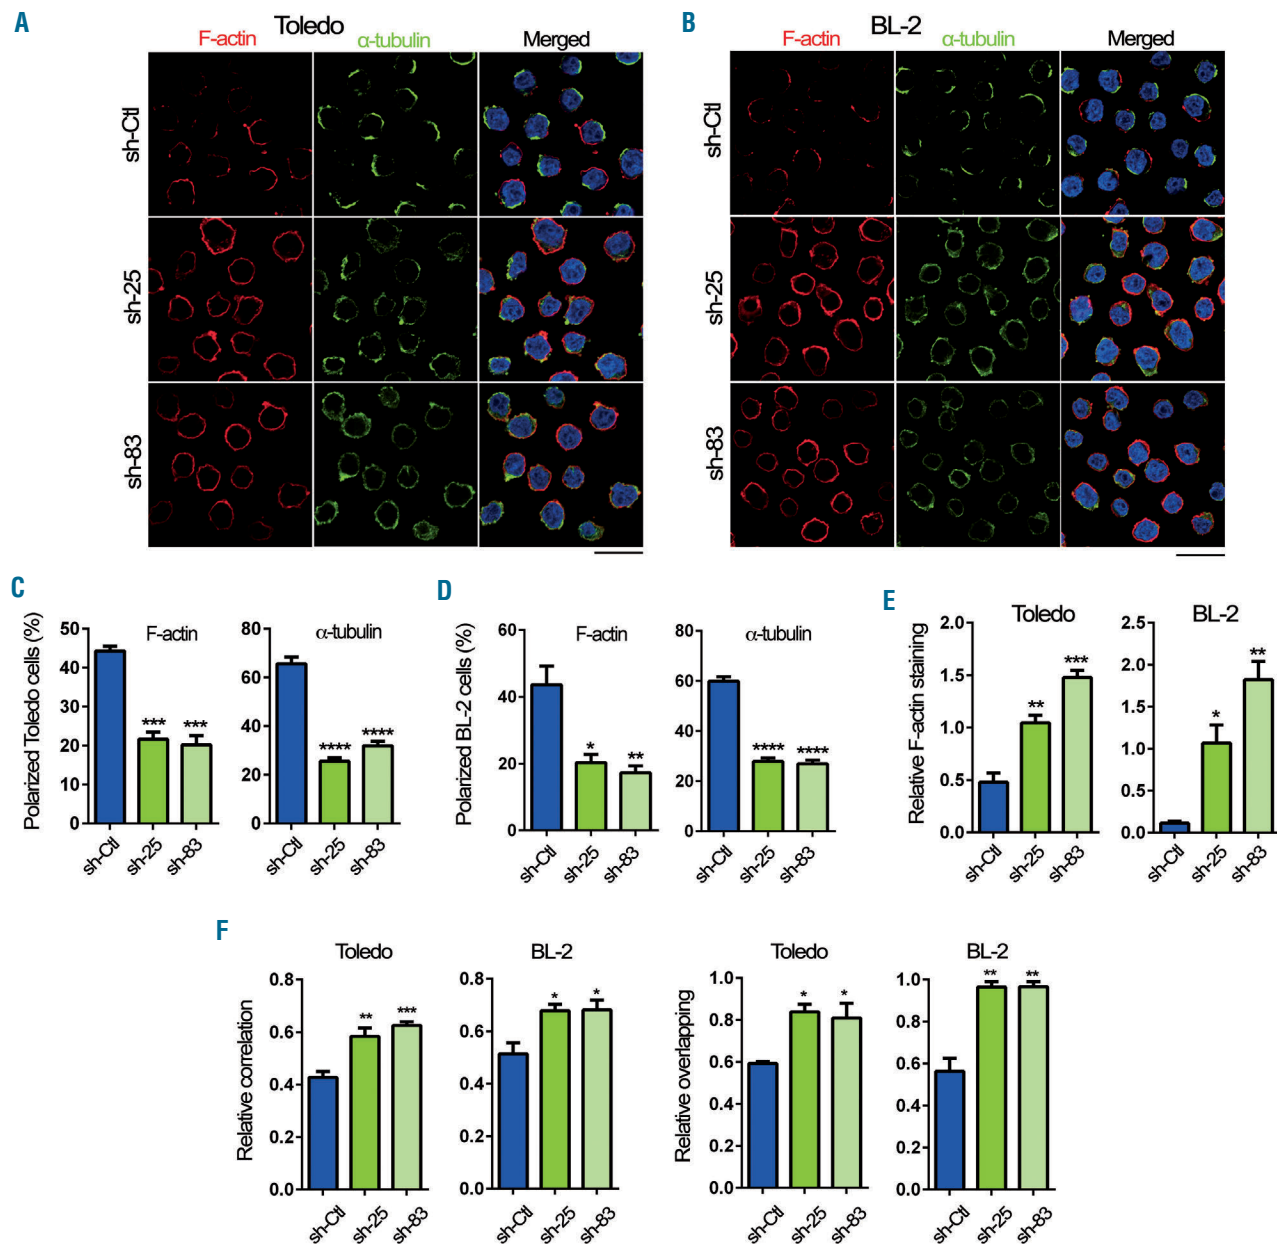 A
Toledo
F-actin
α-tubulin
Merged
sh-Ctl
sh-25
sh-83
B
BL-2
F-actin
α-tubulin
Merged
sh-Ctl
sh-25
sh-83
C
Polarized Toledo cells (%)
F-actin
50
40
30
20
10
0
***
***
sh-Ctl
sh-25
sh-83
α-tubulin
80
60
40
20
0
****
****
sh-Ctl
sh-25
sh-83
D
Polarized BL-2 cells (%)
F-actin
60
40
20
0
*
**
sh-Ctl
sh-25
sh-83
α-tubulin
80
60
40
20
0
****
****
sh-Ctl
sh-25
sh-83
E
Relative F-actin staining
Toledo
2.0
1.5
1.0
0.5
0.0
**
***
sh-Ctl
sh-25
sh-83
BL-2
2.5
2.0
1.5
1.0
0.5
0.0
*
**
sh-Ctl
sh-25
sh-83
F
Relative correlation
Toledo
0.8
0.6
0.4
0.2
0.0
**
***
sh-Ctl
sh-25
sh-83
BL-2
0.8
0.6
0.4
0.2
0.0
*
*
sh-Ctl
sh-25
sh-83
Relative overlapping
Toledo
1.0
0.8
0.6
0.4
0.2
0.0
*
*
sh-Ctl
sh-25
sh-83
BL-2
1.0
0.8
0.6
0.4
0.2
0.0
**
**
sh-Ctl
sh-25
sh-83